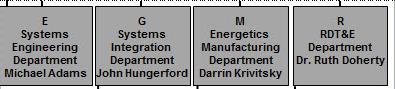 E
Systems
Engineering
Department
Michael Adams
G
Systems
Integration
Department
John Hungerford
M
Energetics
Manufacturing
Department
Darrin Krivitsky
R
RDT&E
Department
Dr. Ruth Doherty